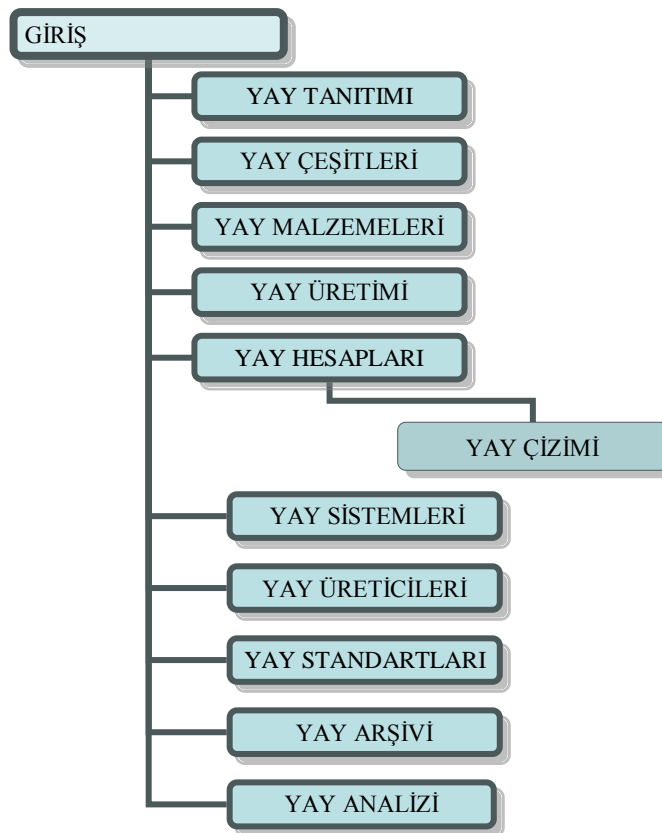 GİRİŞ
YAY TANITIMI
YAY ÇEŞİTLERİ
YAY MALZEMELERİ
YAY ÜRETİMİ
YAY HESAPLARI
YAY ÇİZİMİ
YAY SİSTEMLERİ
YAY ÜRETİCİLERİ
YAY STANDARTLARI
YAY ARŞİVİ
YAY ANALİZİ